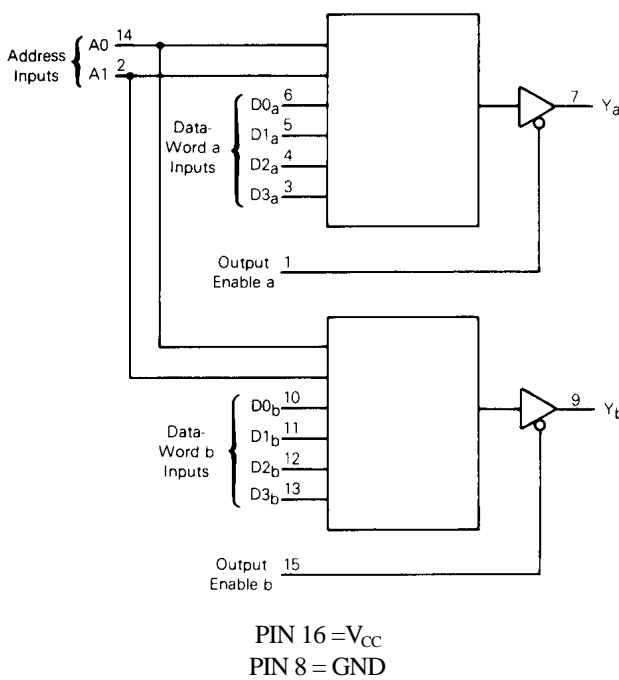 Address Inputs
A0 14
A1 2
Data-Word a Inputs
D0a 6
D1a 5
D2a 4
D3a 3
7 Ya
Output Enable a
1
Data-Word b Inputs
D0b 10
D1b 11
D2b 12
D3b 13
9 Yb
Output Enable b
15
PIN 16 =VCC
PIN 8 = GND